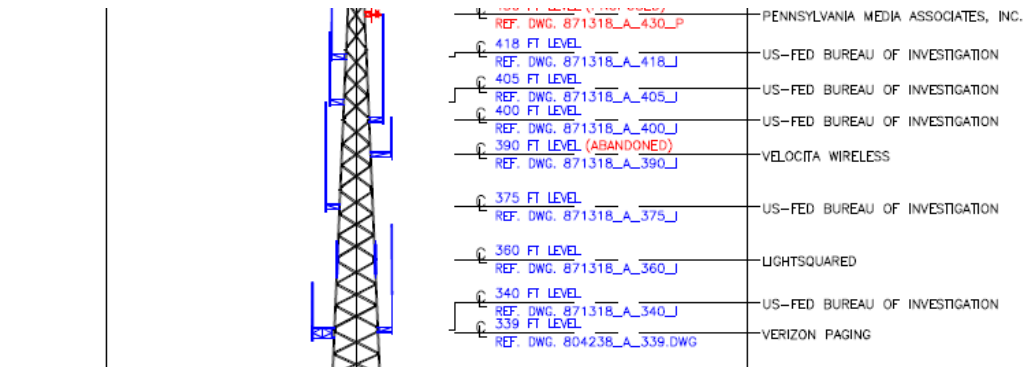 PENNSYLVANIA MEDIA ASSOCIATES, INC.
REF. DWG. 871318_A_430_P
418 FT LEVEL
REF. DWG. 871318_A_418_I
US-FED BUREAU OF INVESTIGATION
405 FT LEVEL
REF. DWG. 871318_A_405_I
US-FED BUREAU OF INVESTIGATION
400 FT LEVEL
REF. DWG. 871318_A_400_I
US-FED BUREAU OF INVESTIGATION
390 FT LEVEL (ABANDONED)
REF. DWG. 871318_A_390_I
VELOCITA WIRELESS
375 FT LEVEL
REF. DWG. 871318_A_375_I
US-FED BUREAU OF INVESTIGATION
360 FT LEVEL
REF. DWG. 871318_A_360_I
LIGHTSQUARED
340 FT LEVEL
REF. DWG. 871318_A_340_I
US-FED BUREAU OF INVESTIGATION
339 FT LEVEL
REF. DWG. 804238_A_339.DWG
VERIZON PAGING